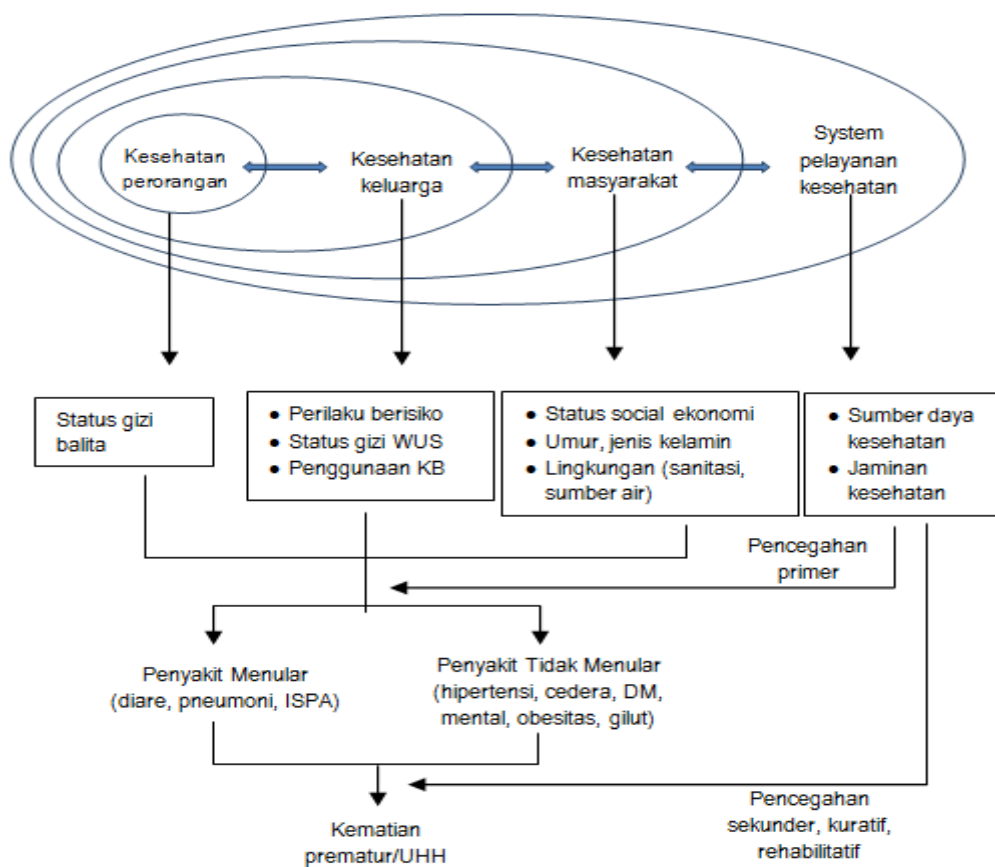 Kesehatan
perorangan
Kesehatan
keluarga
Kesehatan
masyarakat
System
pelayanan
kesehatan
Status gizi
balita
● Perilaku berisiko
● Status gizi WUS
● Penggunaan KB
● Status social ekonomi
● Umur, jenis kelamin
● Lingkungan (sanitasi,
sumber air)
● Sumber daya
kesehatan
● Jaminan
kesehatan
Pencegahan
primer
Penyakit Menular
(diare, pneumoni, ISPA)
Penyakit Tidak Menular
(hipertensi, cedera, DM,
mental, obesitas, gilut)
Pencegahan
sekunder, kuratif,
rehabilitatif
Kematian
prematur/UHH